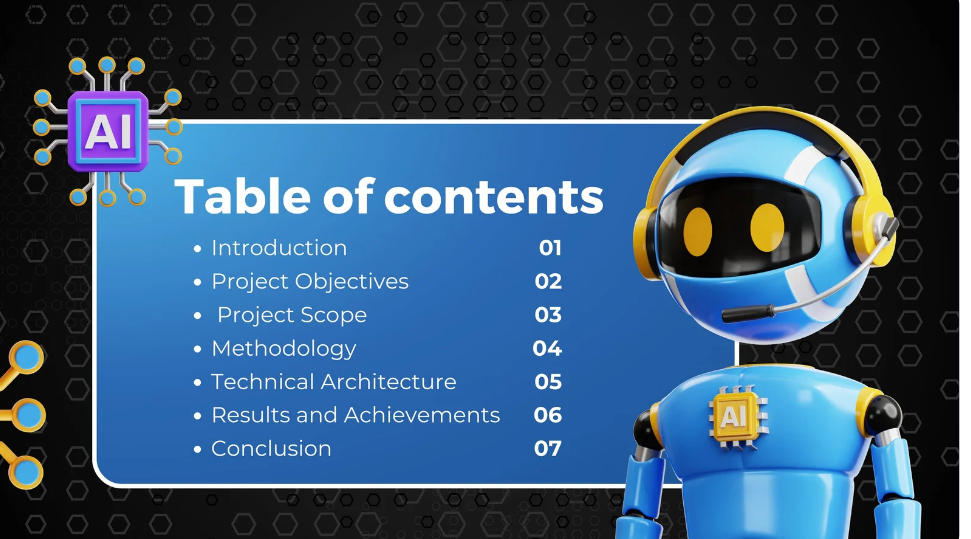 AI
Table of contents
• Introduction 01
• Project Objectives 02
• Project Scope 03
• Methodology 04
• Technical Architecture 05
• Results and Achievements 06
• Conclusion 07
AI